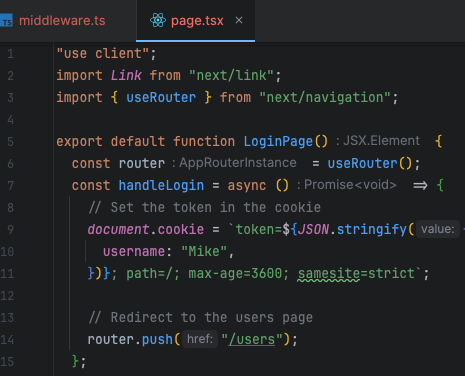 TS middleware.ts page.tsx ×
1 "use client";
2 import Link from "next/link";
3 import { useRouter } from "next/navigation";
4
5 export default function LoginPage() : JSX.Element {
6 const router : AppRouterInstance = useRouter();
7 const handleLogin = async () : Promise<void> => {
8 // Set the token in the cookie
9 document.cookie = `token=${JSON.stringify( value: {
10 username: "Mike",
11 })}; path=/; max-age=3600; samesite=strict`;
12
13 // Redirect to the users page
14 router.push( href: "/users");
15 };